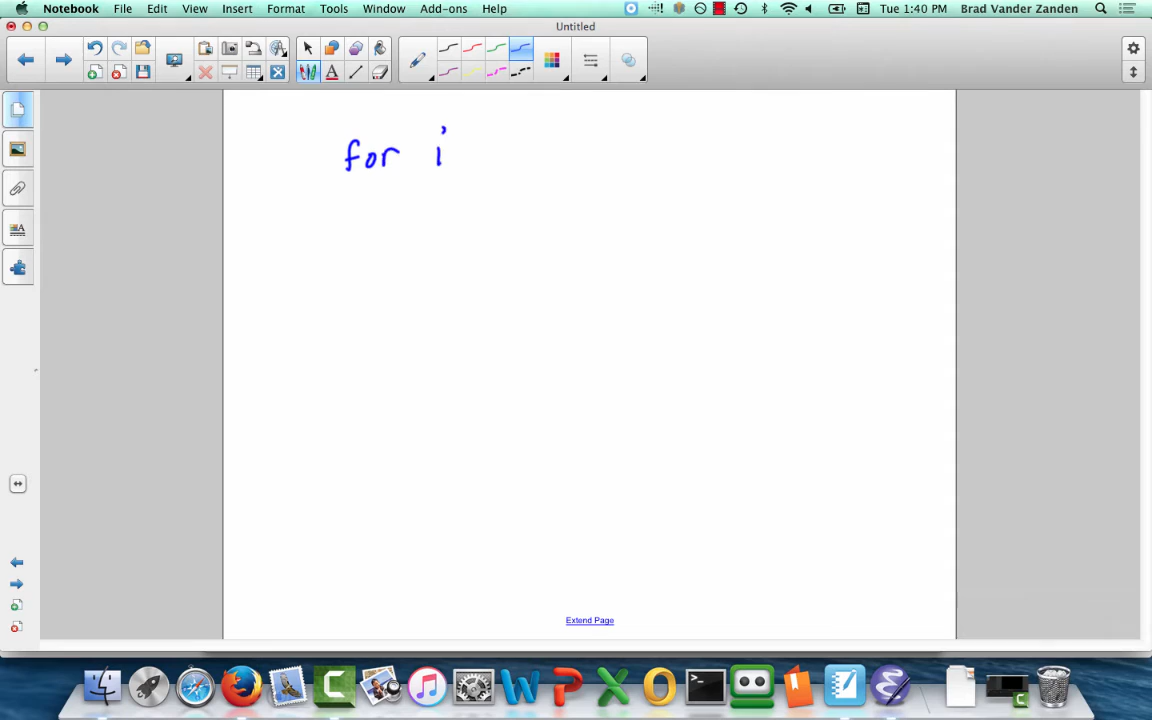 Notebook File Edit View Insert Format Tools Window Add-ons Help Tue 1:40 PM Brad Vander Zanden
Untitled
for i
Extend Page